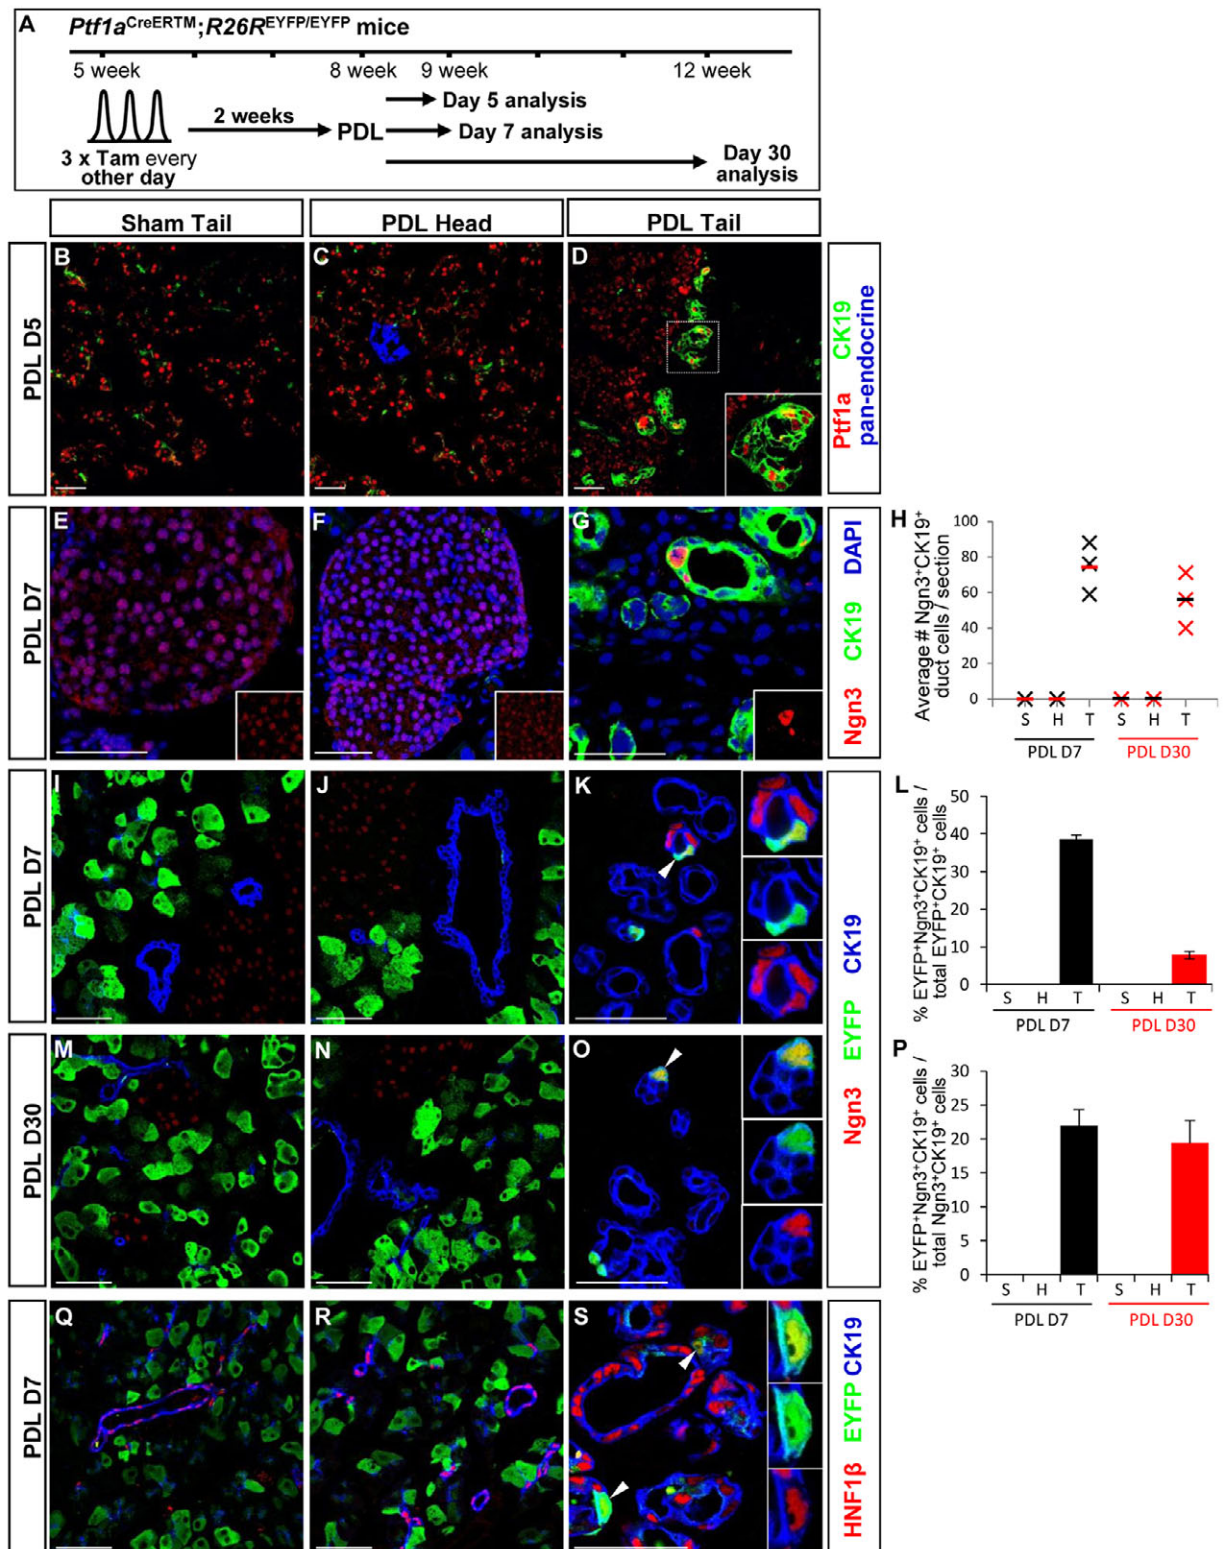 A Ptf1a^CreERTM;R26R^EYFP/EYFP mice
5 week 8 week 9 week 12 week
Day 5 analysis
2 weeks PDL Day 7 analysis
3 x Tam every
other day
Day 30
analysis
Sham Tail PDL Head PDL Tail
PDL D5
B C D
Ptf1a CK19
pan-endocrine
PDL D7
E F G
Ngn3 CK19 DAPI
H
Average # Ngn3⁺CK19⁺
duct cells / section
100
80
60
40
20
0
S H T S H T
PDL D7 PDL D30
PDL D7
I J K
L
% EYFP⁺Ngn3⁺CK19⁺ cells /
total EYFP⁺CK19⁺ cells
50
40
30
20
10
0
S H T S H T
PDL D7 PDL D30
Ngn3 EYFP CK19
PDL D30
M N O
P
% EYFP⁺Ngn3⁺CK19⁺ cells /
total Ngn3⁺CK19⁺ cells
30
25
20
15
10
5
0
S H T S H T
PDL D7 PDL D30
PDL D7
Q R S
HNF1β EYFP CK19